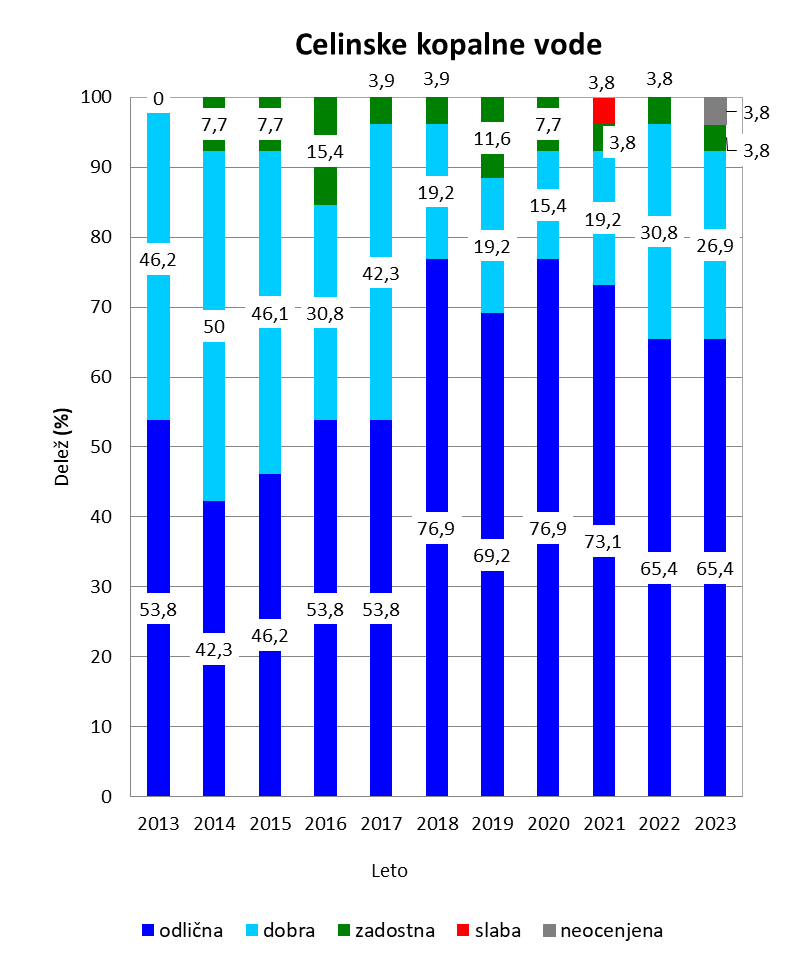 Celinske kopalne vode
3,9 3,9 3,8 3,8
100 0 3,8
7,7 7,7 15,4 11,6 7,7 3,8 3,8
90
19,2 15,4 19,2
80
46,2 42,3 19,2 30,8 26,9
70
50 46,1 30,8
60
50
Delež (%)
40
76,9 69,2 76,9 73,1 65,4 65,4
30
53,8 46,2 53,8 53,8
42,3
20
10
0
2013 2014 2015 2016 2017 2018 2019 2020 2021 2022 2023
Leto
odlična dobra zadostna slaba neocenjena